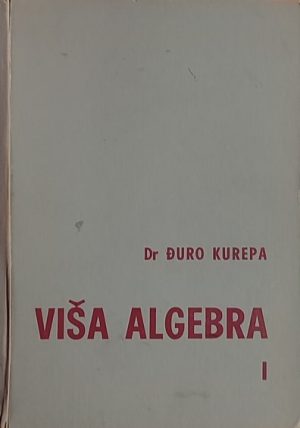 Dr ĐURO KUREPA
VIŠA ALGEBRA
I